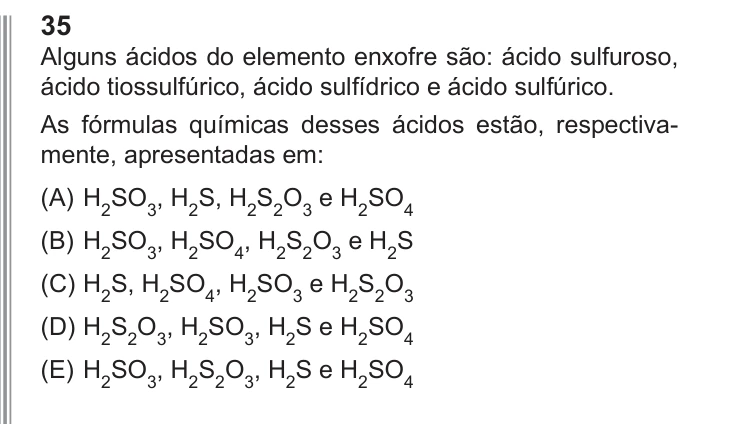 35
Alguns ácidos do elemento enxofre são: ácido sulfuroso,
ácido tiossulfúrico, ácido sulfídrico e ácido sulfúrico.
As fórmulas químicas desses ácidos estão, respectiva-
mente, apresentadas em:
(A) H₂SO₃, H₂S, H₂S₂O₃ e H₂SO₄
(B) H₂SO₃, H₂SO₄, H₂S₂O₃ e H₂S
(C) H₂S, H₂SO₄, H₂SO₃ e H₂S₂O₃
(D) H₂S₂O₃, H₂SO₃, H₂S e H₂SO₄
(E) H₂SO₃, H₂S₂O₃, H₂S e H₂SO₄